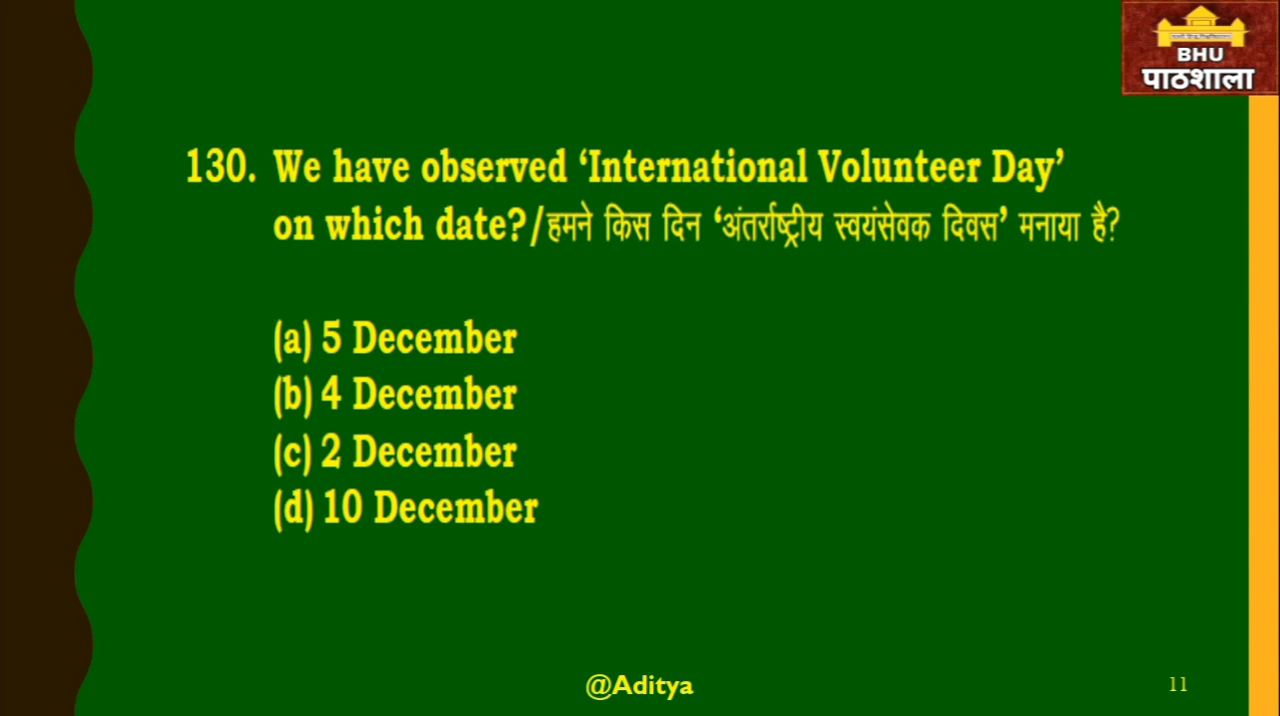 BHU
पाठशाला
130. We have observed ‘International Volunteer Day’
on which date?/हमने किस दिन ‘अंतर्राष्ट्रीय स्वयंसेवक दिवस’ मनाया है?
(a) 5 December
(b) 4 December
(c) 2 December
(d) 10 December
@Aditya
11